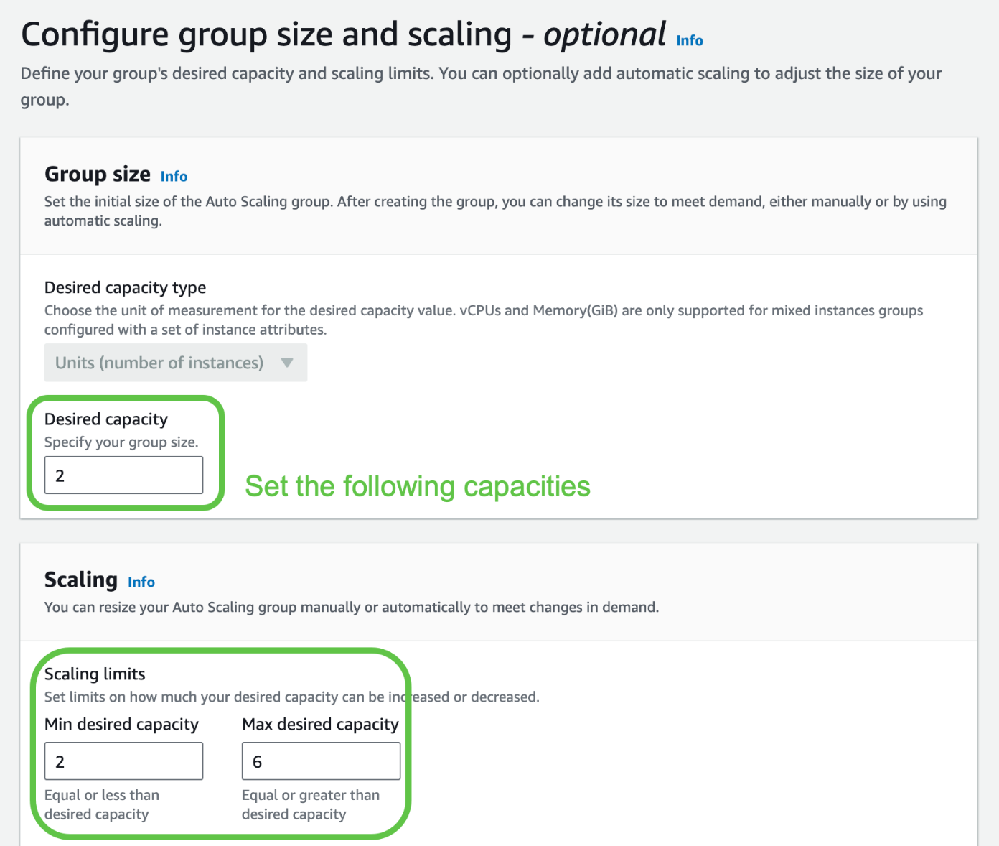 Configure group size and scaling - optional Info
Define your group's desired capacity and scaling limits. You can optionally add automatic scaling to adjust the size of your
group.
Group size Info
Set the initial size of the Auto Scaling group. After creating the group, you can change its size to meet demand, either manually or by using
automatic scaling.
Desired capacity type
Choose the unit of measurement for the desired capacity value. vCPUs and Memory(GiB) are only supported for mixed instances groups
configured with a set of instance attributes.
Units (number of instances)
Desired capacity
Specify your group size.
2
Set the following capacities
Scaling Info
You can resize your Auto Scaling group manually or automatically to meet changes in demand.
Scaling limits
Set limits on how much your desired capacity can be increased or decreased.
Min desired capacity Max desired capacity
2 6
Equal or less than Equal or greater than
desired capacity desired capacity